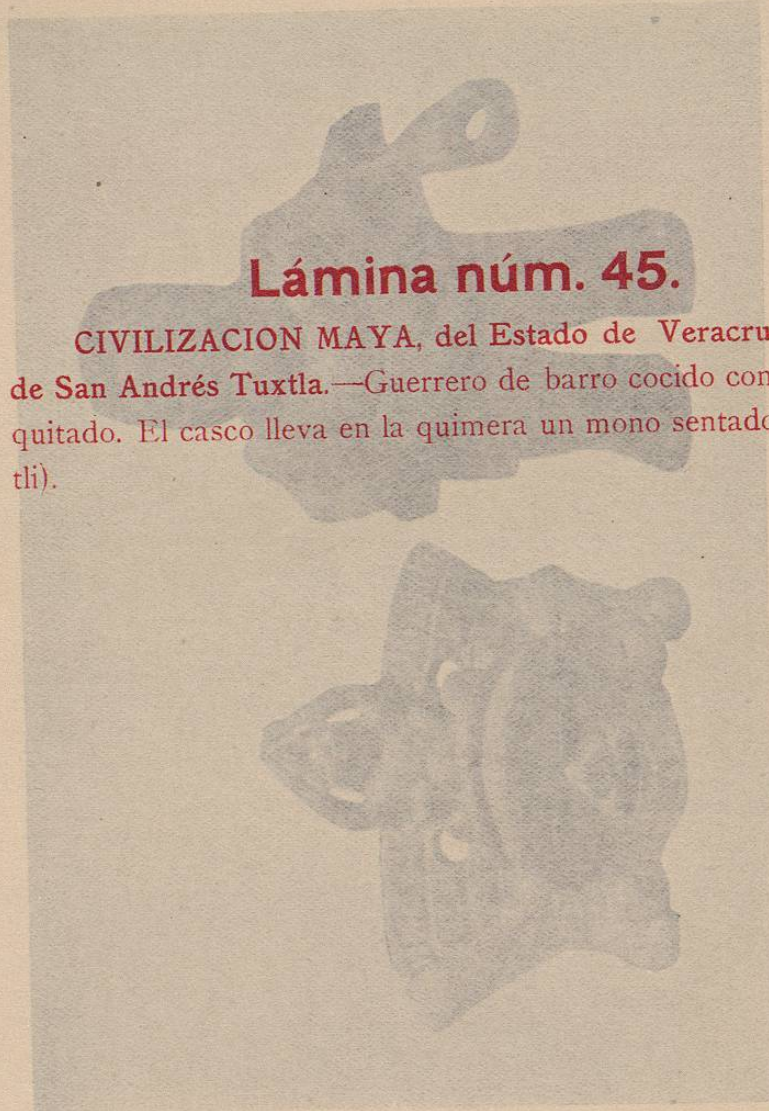 Lámina núm. 45.
CIVILIZACION MAYA, del Estado de Veracru
de San Andrés Tuxtla.—Guerrero de barro cocido con
quitado. El casco lleva en la quimera un mono sentado
tli).